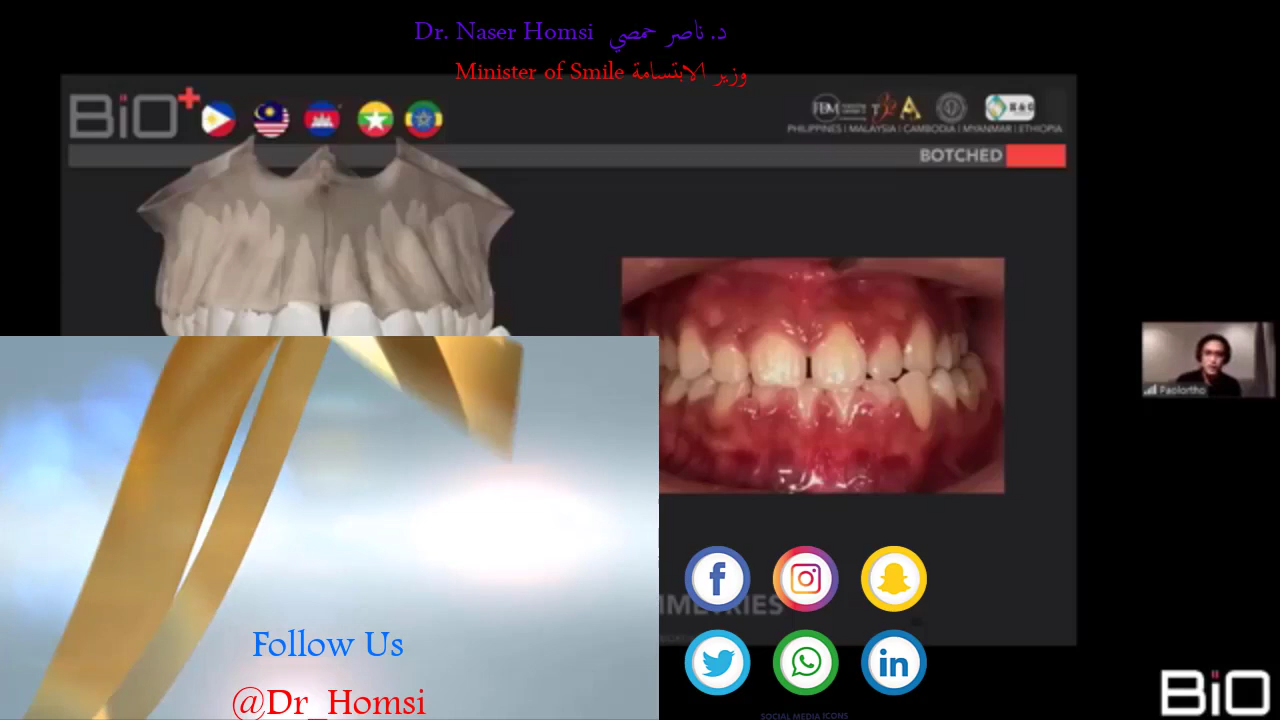 Dr. Naser Homsi د. ناصر حمصي
Minister of Smile وزير الابتسامة
BiO+
PHILIPPINES | MALAYSIA | CAMBODIA | MYANMAR | ETHIOPIA
BOTCHED
Paolortho
Follow Us
@Dr_Homsi
SOCIAL MEDIA ICONS
BiO